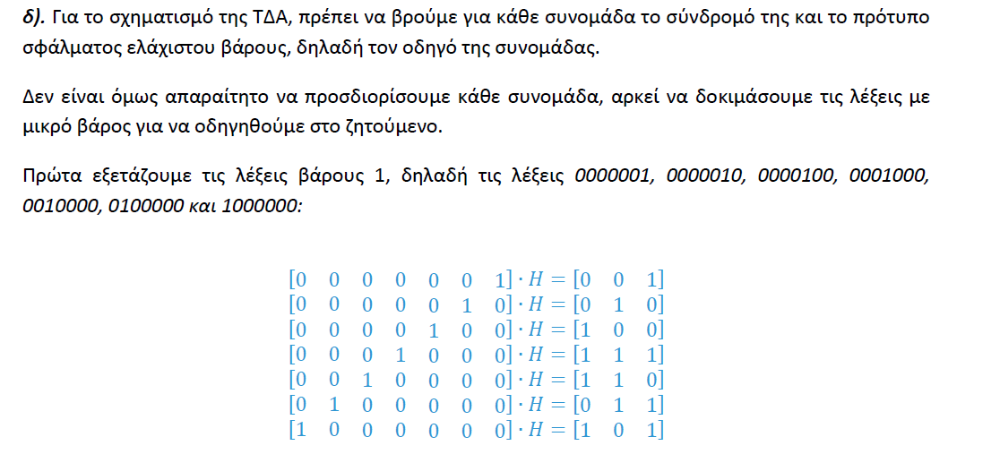 δ). Για το σχηματισμό της ΤΔΑ, πρέπει να βρούμε για κάθε συνομάδα το σύνδρομό της και το πρότυπο
σφάλματος ελάχιστου βάρους, δηλαδή τον οδηγό της συνομάδας.
Δεν είναι όμως απαραίτητο να προσδιορίσουμε κάθε συνομάδα, αρκεί να δοκιμάσουμε τις λέξεις με
μικρό βάρος για να οδηγηθούμε στο ζητούμενο.
Πρώτα εξετάζουμε τις λέξεις βάρους 1, δηλαδή τις λέξεις 0000001, 0000010, 0000100, 0001000,
0010000, 0100000 και 1000000:
[0 0 0 0 0 0 1] · H = [0 0 1]
[0 0 0 0 0 1 0] · H = [0 1 0]
[0 0 0 0 1 0 0] · H = [1 0 0]
[0 0 0 1 0 0 0] · H = [1 1 1]
[0 0 1 0 0 0 0] · H = [1 1 0]
[0 1 0 0 0 0 0] · H = [0 1 1]
[1 0 0 0 0 0 0] · H = [1 0 1]